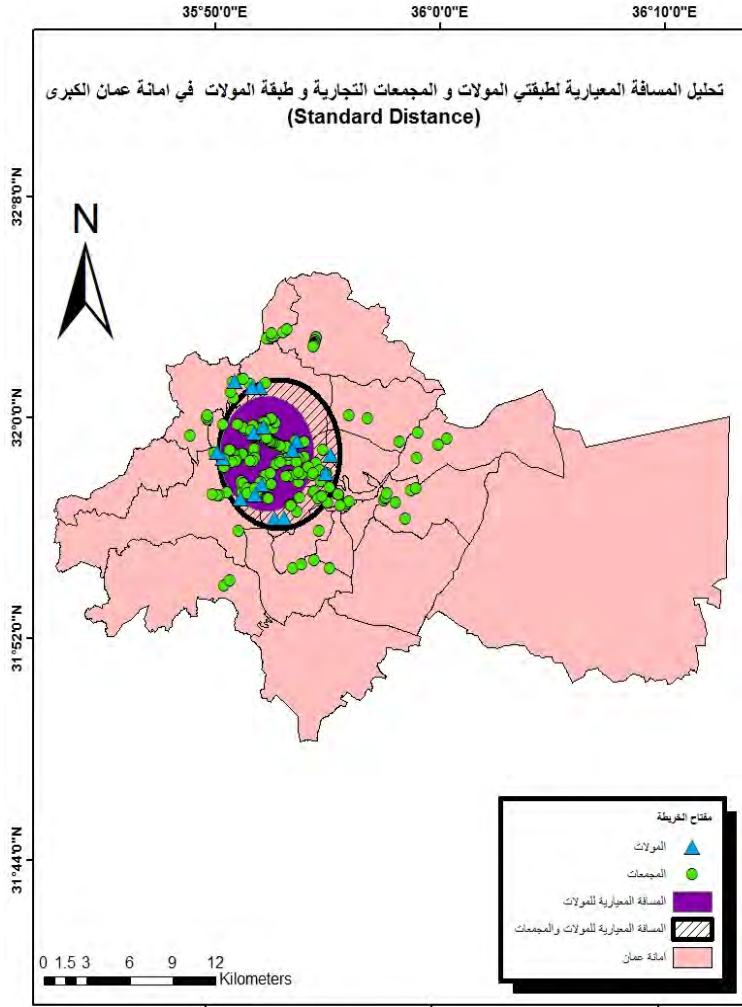 35°50'0"E 36°0'0"E 36°10'0"E
تحليل المسافة المعيارية لطبقتي المولات و المجمعات التجارية و طبقة المولات في امانة عمان الكبرى
(Standard Distance)
32°8'0"N
N
32°0'0"N
31°52'0"N
31°44'0"N
مفتاح الخريطة
المولات
المجمعات
المسافة المعيارية للمولات
المسافة المعيارية للمولات والمجمعات
امانة عمان
0 1.5 3 6 9 12
Kilometers